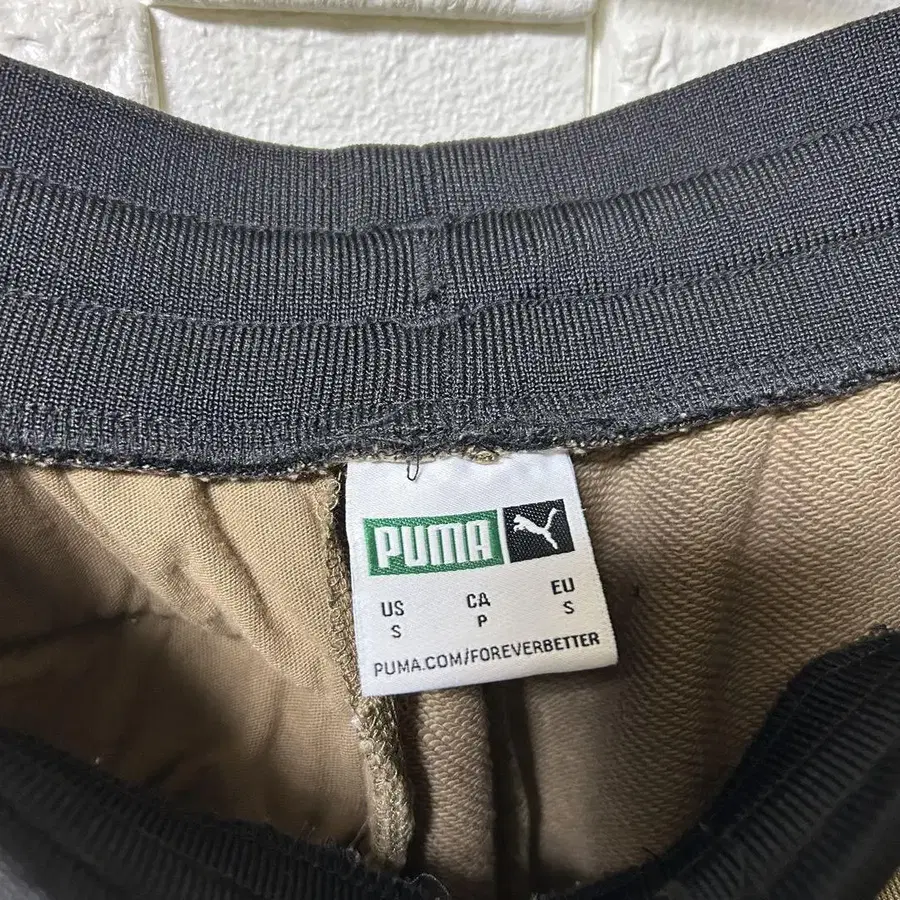 PUMA
US CA EU
S P S
PUMA.COM/FOREVERBETTER